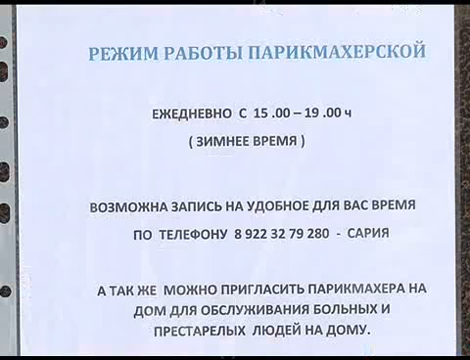 РЕЖИМ РАБОТЫ ПАРИКМАХЕРСКОЙ
ЕЖЕДНЕВНО С 15 .00 – 19 .00 ч
( ЗИМНЕЕ ВРЕМЯ )
ВОЗМОЖНА ЗАПИСЬ НА УДОБНОЕ ДЛЯ ВАС ВРЕМЯ
ПО ТЕЛЕФОНУ 8 922 32 79 280 - САРИЯ
А ТАК ЖЕ МОЖНО ПРИГЛАСИТЬ ПАРИКМАХЕРА НА
ДОМ ДЛЯ ОБСЛУЖИВАНИЯ БОЛЬНЫХ И
ПРЕСТАРЕЛЫХ ЛЮДЕЙ НА ДОМУ.